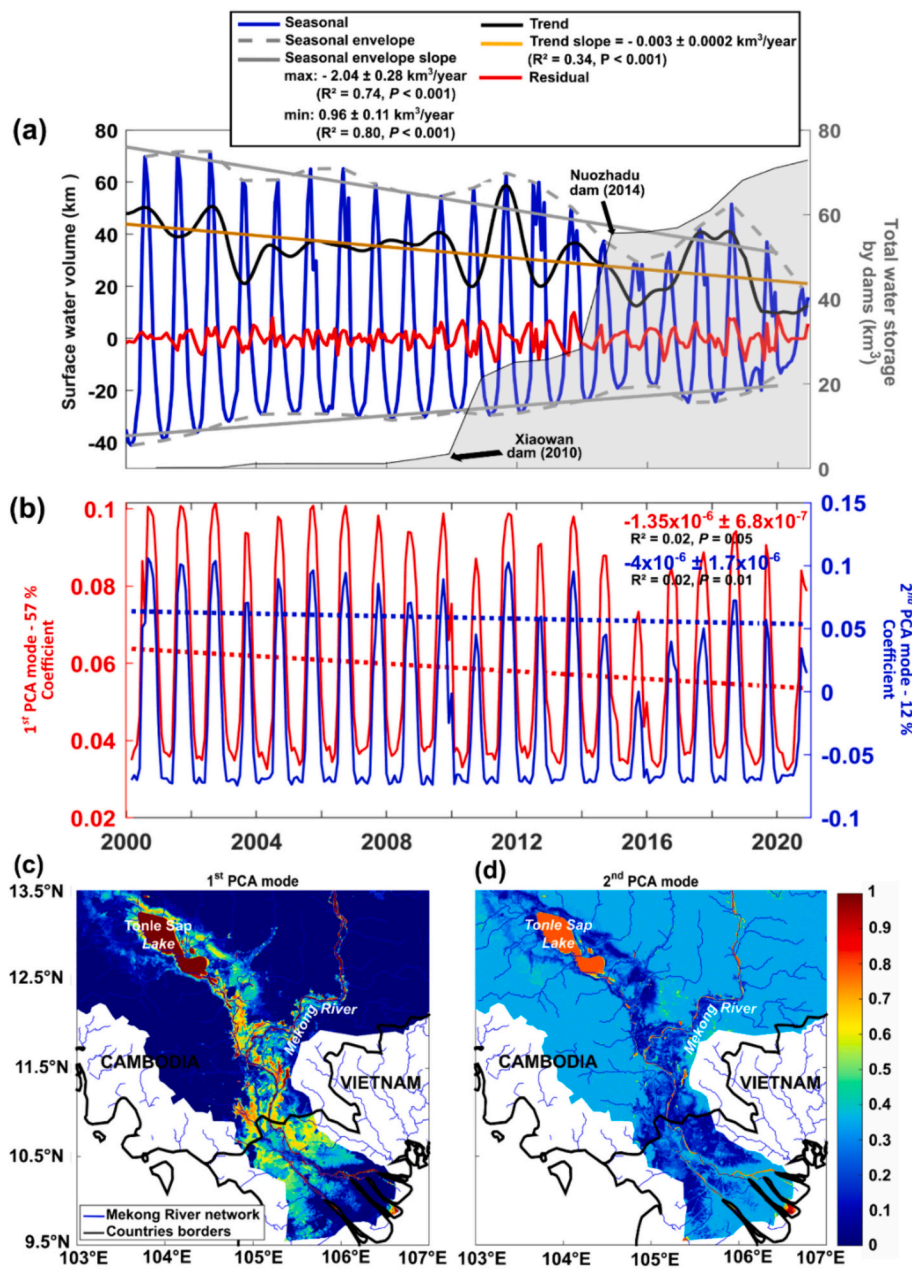 Seasonal
Seasonal envelope
Seasonal envelope slope
max: - 2.04 ± 0.28 km³/year
(R² = 0.74, P < 0.001)
min: 0.96 ± 0.11 km³/year
(R² = 0.80, P < 0.001)
Trend
Trend slope = - 0.003 ± 0.0002 km³/year
(R² = 0.34, P < 0.001)
Residual
(a)
Surface water volume (km )
80
60
40
20
0
-20
-40
Nuozhadu
dam (2014)
Xiaowan
dam (2010)
80
60
40
20
0
Total water storage
by dams (km³)
(b)
1st PCA mode - 57 %
Coefficient
0.1
0.08
0.06
0.04
0.02
-1.35x10⁻⁶ ± 6.8x10⁻⁷
R² = 0.02, P = 0.05
-4x10⁻⁶ ± 1.7x10⁻⁶
R² = 0.02, P = 0.01
0.15
0.1
0.05
0
-0.05
-0.1
2nd PCA mode - 12 %
Coefficient
2000 2004 2008 2012 2016 2020
(c)
1st PCA mode
13.5°N
12.5°N
11.5°N
10.5°N
9.5°N
Tonle Sap
Lake
Mekong River
CAMBODIA
VIETNAM
Mekong River network
Countries borders
103°E 104°E 105°E 106°E 107°E
(d)
2nd PCA mode
Tonle Sap
Lake
Mekong River
CAMBODIA
VIETNAM
103°E 104°E 105°E 106°E 107°E
1
0.9
0.8
0.7
0.6
0.5
0.4
0.3
0.2
0.1
0